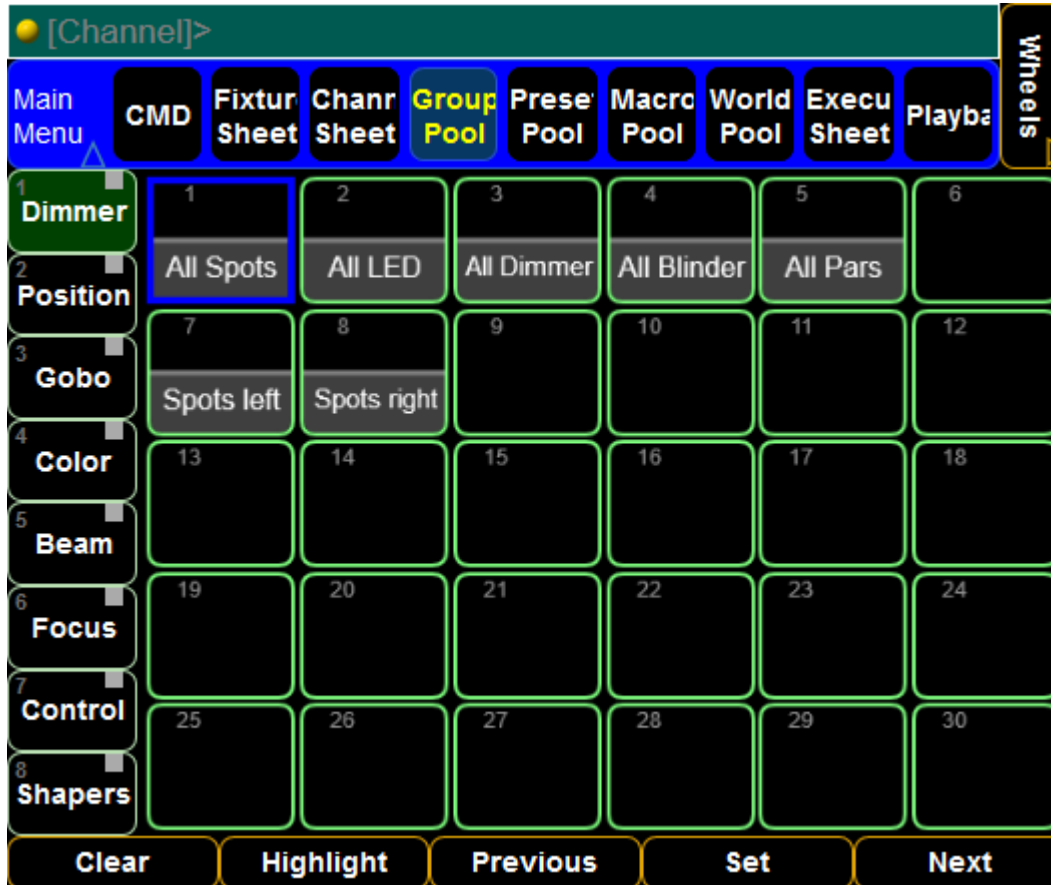 [Channel]>
Wheels
Main
Menu
CMD
Fixtur
Sheet
Chanr
Sheet
Group
Pool
Prese
Pool
Macro
Pool
World
Pool
Execu
Sheet
Playba
1
Dimmer
2
Position
3
Gobo
4
Color
5
Beam
6
Focus
7
Control
8
Shapers
1
All Spots
2
All LED
3
All Dimmer
4
All Blinder
5
All Pars
6
7
Spots left
8
Spots right
9
10
11
12
13
14
15
16
17
18
19
20
21
22
23
24
25
26
27
28
29
30
Clear
Highlight
Previous
Set
Next